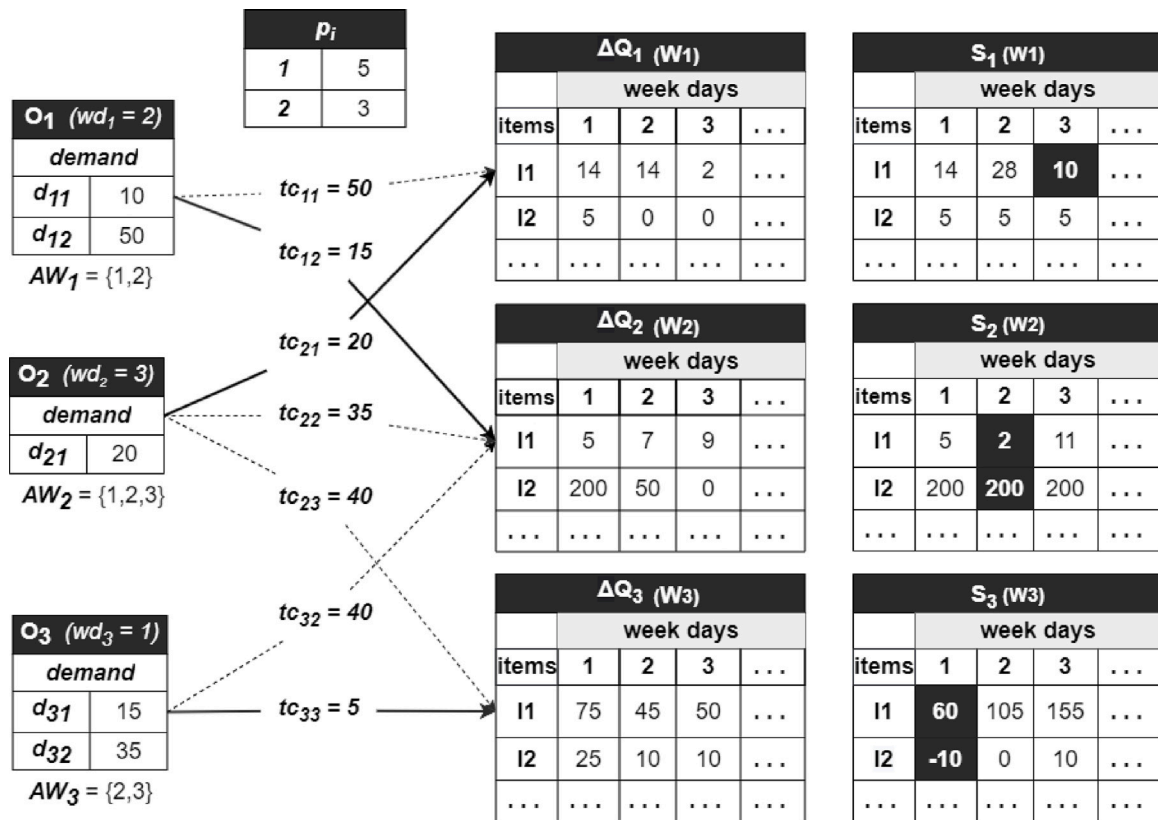 pᵢ
1 5
2 3
O₁ (wd₁ = 2)
demand
d₁₁ 10
d₁₂ 50
AW₁ = {1,2}
O₂ (wd₂ = 3)
demand
d₂₁ 20
AW₂ = {1,2,3}
O₃ (wd₃ = 1)
demand
d₃₁ 15
d₃₂ 35
AW₃ = {2,3}
tc₁₁ = 50
tc₁₂ = 15
tc₂₁ = 20
tc₂₂ = 35
tc₂₃ = 40
tc₃₂ = 40
tc₃₃ = 5
ΔQ₁ (W1)
week days
items 1 2 3 ...
I1 14 14 2 ...
I2 5 0 0 ...
... ... ... ... ...
ΔQ₂ (W2)
week days
items 1 2 3 ...
I1 5 7 9 ...
I2 200 50 0 ...
... ... ... ... ...
ΔQ₃ (W3)
week days
items 1 2 3 ...
I1 75 45 50 ...
I2 25 10 10 ...
... ... ... ... ...
S₁ (W1)
week days
items 1 2 3 ...
I1 14 28 10 ...
I2 5 5 5 ...
... ... ... ... ...
S₂ (W2)
week days
items 1 2 3 ...
I1 5 2 11 ...
I2 200 200 200 ...
... ... ... ... ...
S₃ (W3)
week days
items 1 2 3 ...
I1 60 105 155 ...
I2 -10 0 10 ...
... ... ... ... ...